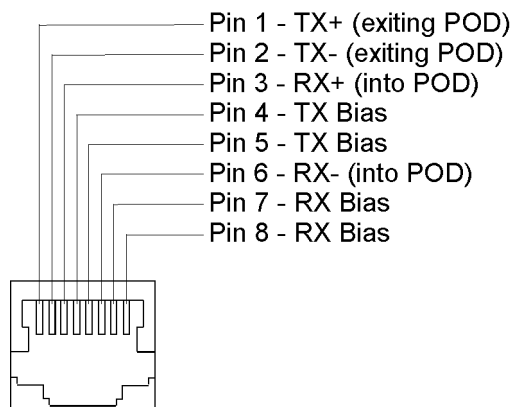 Pin 1 - TX+ (exiting POD)
Pin 2 - TX- (exiting POD)
Pin 3 - RX+ (into POD)
Pin 4 - TX Bias
Pin 5 - TX Bias
Pin 6 - RX- (into POD)
Pin 7 - RX Bias
Pin 8 - RX Bias